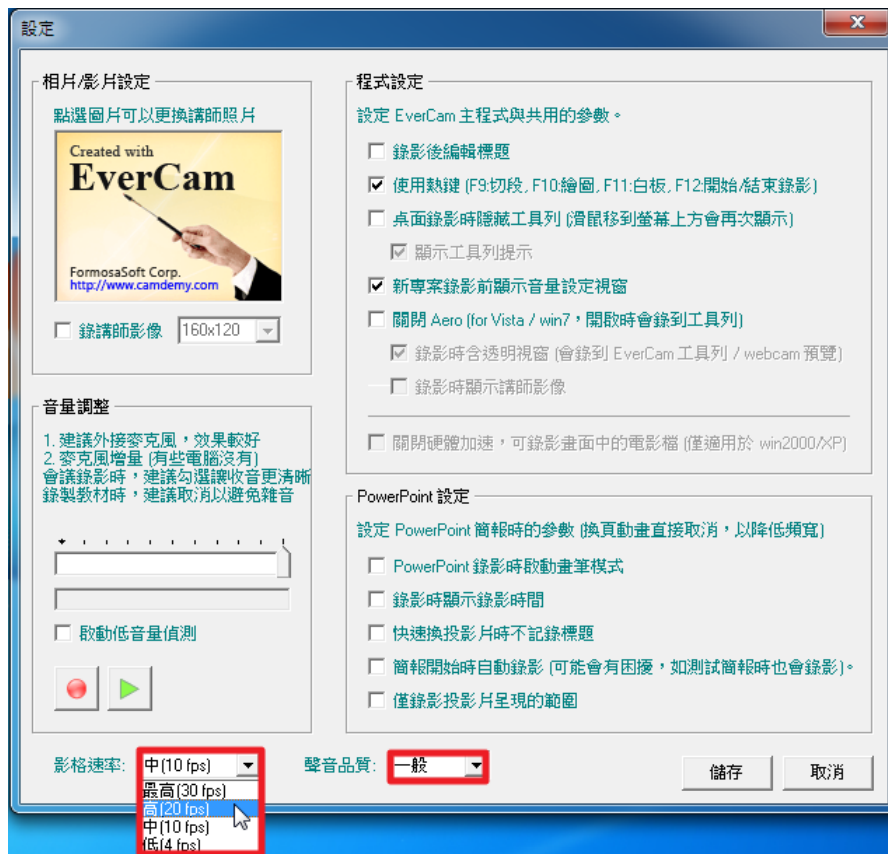 設定
相片/影片設定
點選圖片可以更換講師照片
Created with
EverCam
FormosaSoft Corp.
http://www.camdemy.com
錄講師影像 160x120
音量調整
1. 建議外接麥克風，效果較好
2. 麥克風增量 (有些電腦沒有)
會議錄影時，建議勾選讓收音更清晰
錄製教材時，建議取消以避免雜音
啟動低音量偵測
程式設定
設定 EverCam 主程式與共用的參數。
錄影後編輯標題
使用熱鍵 (F9:切段, F10:繪圖, F11:白板, F12:開始/結束錄影)
桌面錄影時隱藏工具列 (滑鼠移到螢幕上方會再次顯示)
顯示工具列提示
新專案錄影前顯示音量設定視窗
關閉 Aero (for Vista / win7，開啟時會錄到工具列)
錄影時含透明視窗 (會錄到 EverCam 工具列 / webcam 預覽)
錄影時顯示講師影像
關閉硬體加速，可錄影畫面中的電影檔 (僅適用於 win2000/XP)
PowerPoint 設定
設定 PowerPoint 簡報時的參數 (換頁動畫直接取消，以降低頻寬)
PowerPoint 錄影時啟動畫筆模式
錄影時顯示錄影時間
快速換投影片時不記錄標題
簡報開始時自動錄影 (可能會有困擾，如測試簡報時也會錄影)。
僅錄影投影片呈現的範圍
影格速率: 中(10 fps) 聲音品質: 一般 儲存 取消
最高(30 fps)
高(20 fps)
中(10 fps)
低(4 fps)